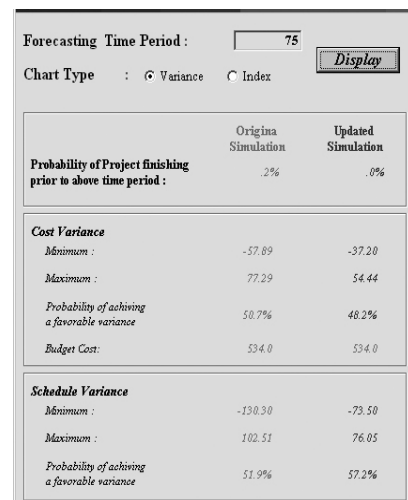 Forecasting Time Period : 75
Display
Chart Type : Variance Index
Origina Updated
Simulation Simulation
Probability of Project finishing
prior to above time period : .2% .0%
Cost Variance
Minimum : -57.89 -37.20
Maximum : 77.29 54.44
Probability of achiving
a favorable variance 50.7% 48.2%
Budget Cost: 534.0 534.0
Schedule Variance
Minimum : -130.30 -73.50
Maximum : 102.51 76.05
Probability of achiving
a favorable variance 51.9% 57.2%